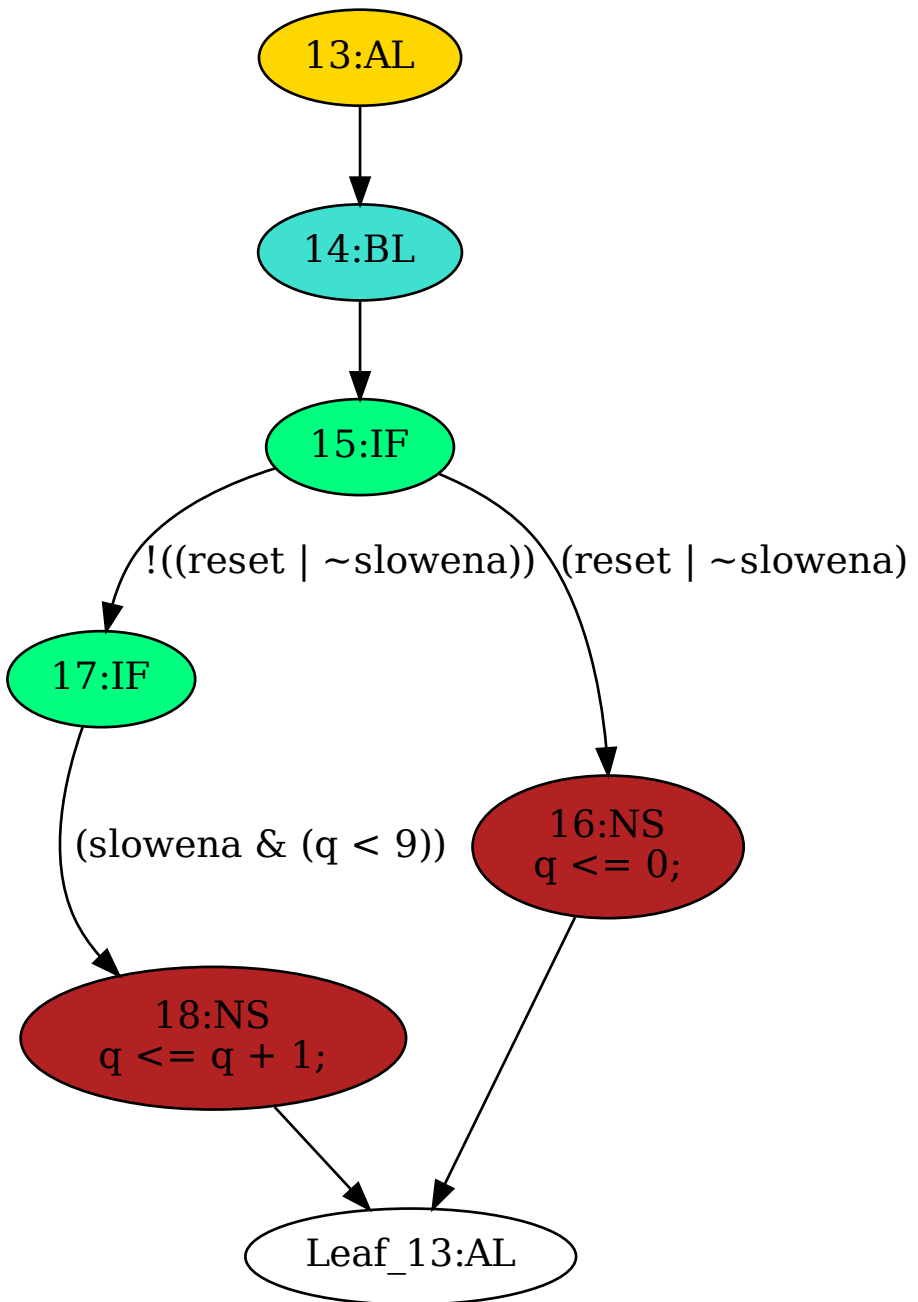 13:AL
14:BL
15:IF
!((reset | ~slowena))
(reset | ~slowena)
17:IF
(slowena & (q < 9))
16:NS
q <= 0;
18:NS
q <= q + 1;
Leaf_13:AL